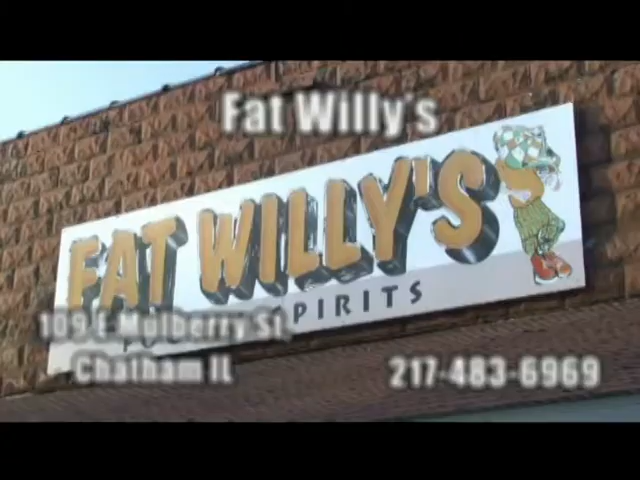 Fat Willy's
FAT WILLY'S
SPIRITS
109 E Mulberry St,
Chatham IL
217-483-6969